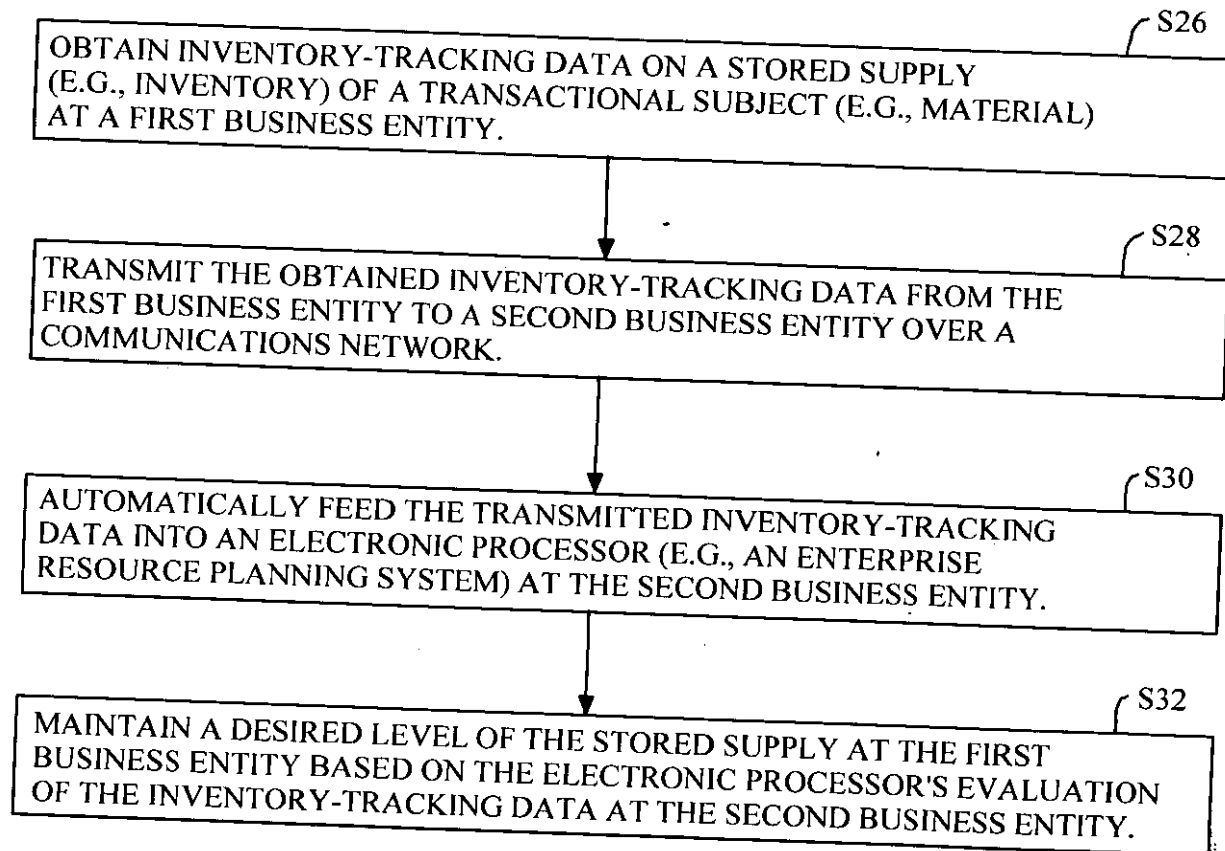 S26
OBTAIN INVENTORY-TRACKING DATA ON A STORED SUPPLY
(E.G., INVENTORY) OF A TRANSACTIONAL SUBJECT (E.G., MATERIAL)
AT A FIRST BUSINESS ENTITY.
S28
TRANSMIT THE OBTAINED INVENTORY-TRACKING DATA FROM THE
FIRST BUSINESS ENTITY TO A SECOND BUSINESS ENTITY OVER A
COMMUNICATIONS NETWORK.
S30
AUTOMATICALLY FEED THE TRANSMITTED INVENTORY-TRACKING
DATA INTO AN ELECTRONIC PROCESSOR (E.G., AN ENTERPRISE
RESOURCE PLANNING SYSTEM) AT THE SECOND BUSINESS ENTITY.
S32
MAINTAIN A DESIRED LEVEL OF THE STORED SUPPLY AT THE FIRST
BUSINESS ENTITY BASED ON THE ELECTRONIC PROCESSOR'S EVALUATION
OF THE INVENTORY-TRACKING DATA AT THE SECOND BUSINESS ENTITY.